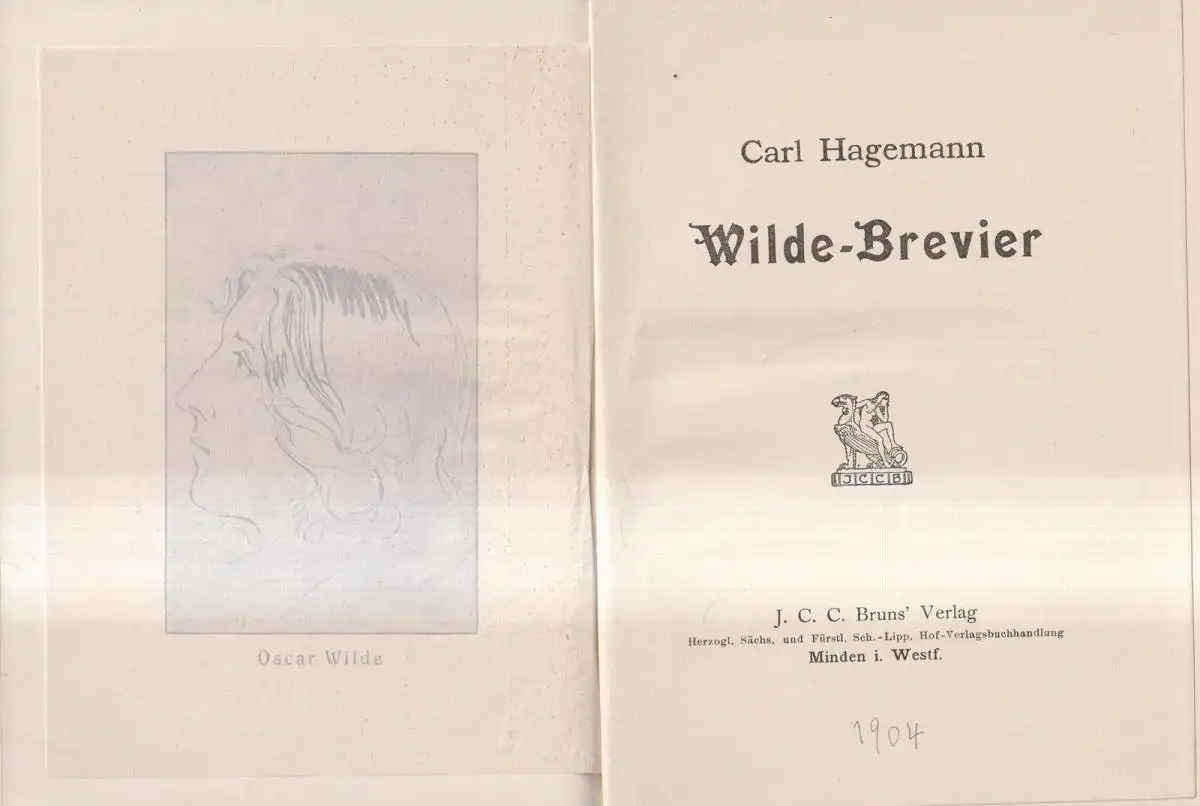 Oscar Wilde
Carl Hagemann
Wilde-Brevier
J C C B
J. C. C. Bruns' Verlag
Herzogl. Sächs. und Fürstl. Sch.-Lipp. Hof-Verlagsbuchhandlung
Minden i. Westf.
1904